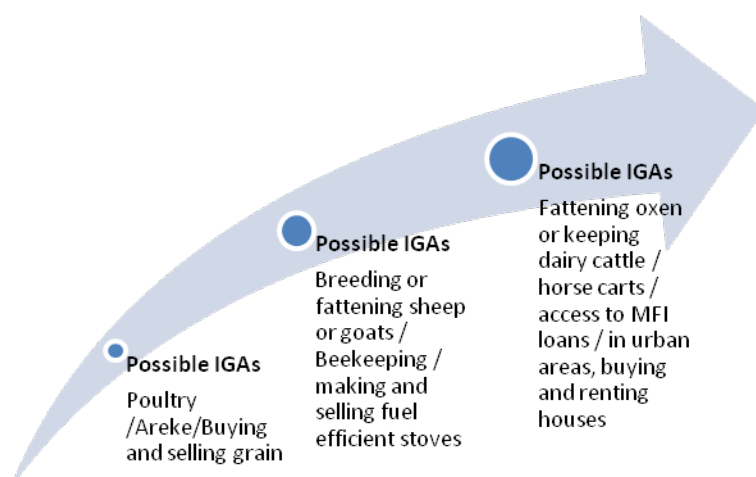 Possible IGAs
Poultry
/Areke/Buying
and selling grain
Possible IGAs
Breeding or
fattening sheep
or goats /
Beekeeping /
making and
selling fuel
efficient stoves
Possible IGAs
Fattening oxen
or keeping
dairy cattle /
horse carts /
access to MFI
loans / in urban
areas, buying
and renting
houses